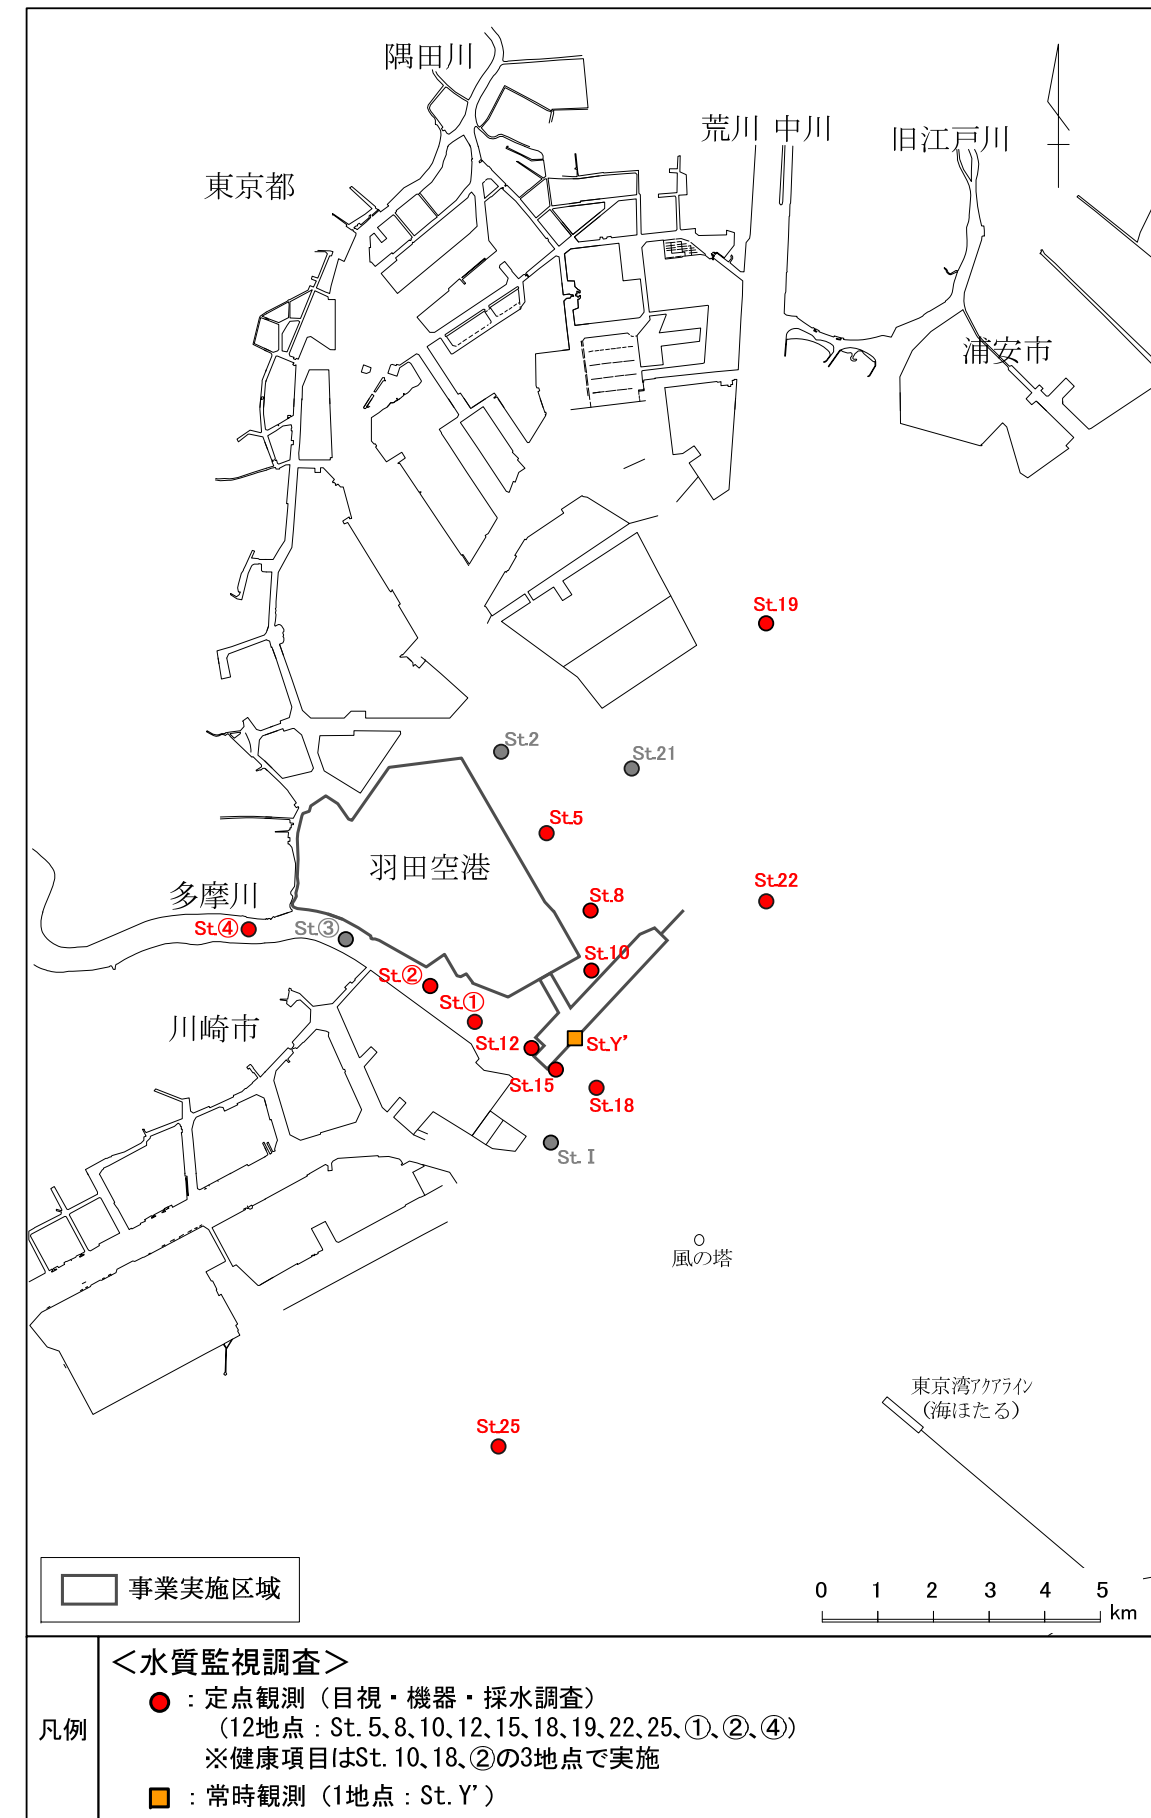 隅田川
荒川 中川
旧江戸川
東京都
浦安市
St.19
St.2
St.21
St.5
羽田空港
St.22
多摩川
St.8
St.④
St.③
St.10
St.②
St.①
川崎市
St.12
St.Y’
St.15
St.18
St.Ⅰ
風の塔
東京湾アクアライン
(海ほたる)
St.25
事業実施区域
0 1 2 3 4 5
km
凡例
＜水質監視調査＞
：定点観測（目視・機器・採水調査）
（12地点：St.5、8、10、12、15、18、19、22、25、①、②、④）
※健康項目はSt.10、18、②の3地点で実施
：常時観測（1地点：St.Y’）